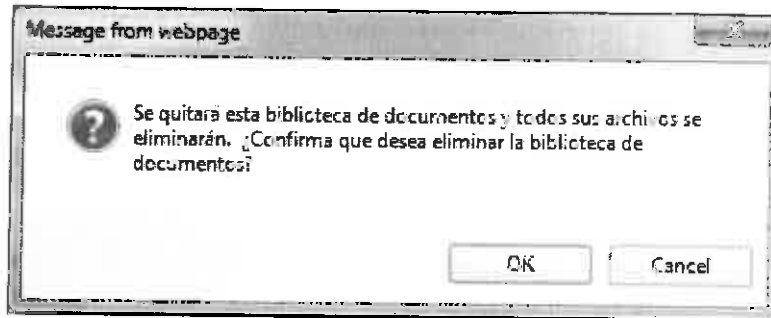 Message from webpage
Se quitará esta biblioteca de documentos y todos sus archivos se
eliminarán. ¿Confirma que desea eliminar la biblioteca de
documentos?
OK
Cancel